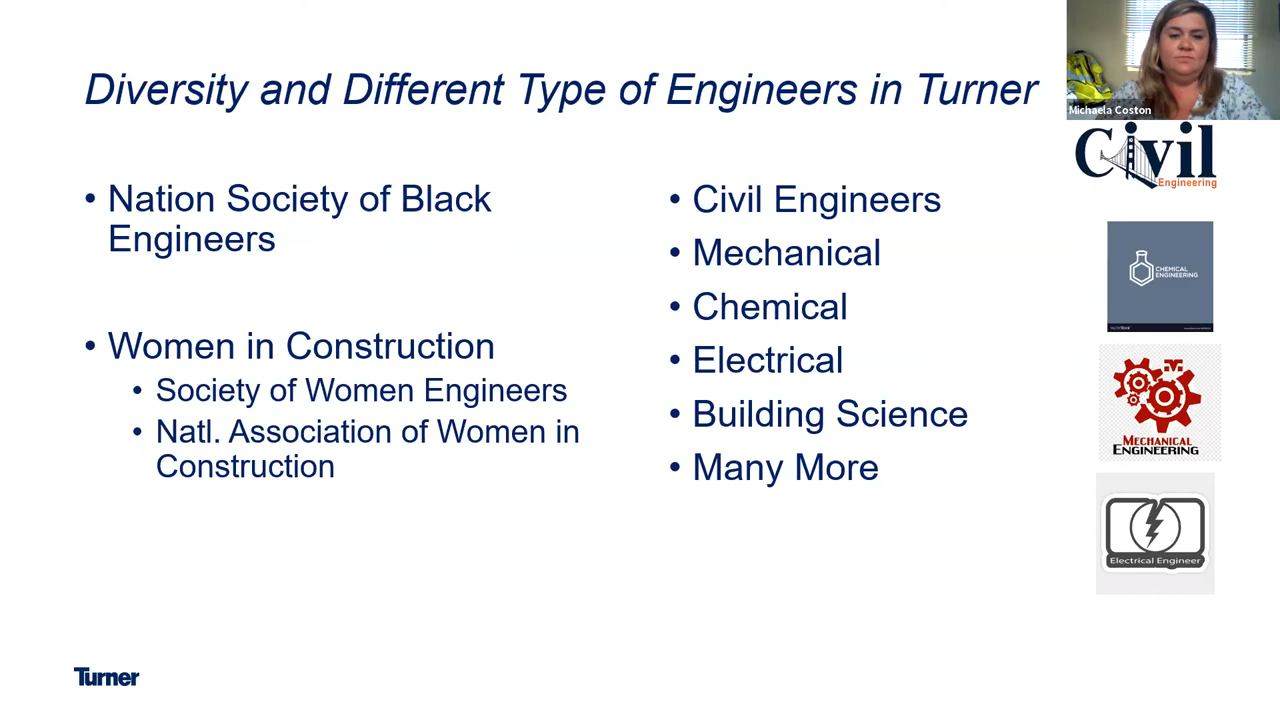 Diversity and Different Type of Engineers in Turner
Michaela Coston
• Nation Society of Black
Engineers
• Women in Construction
• Society of Women Engineers
• Natl. Association of Women in
Construction
• Civil Engineers
• Mechanical
• Chemical
• Electrical
• Building Science
• Many More
Civil
Engineering
CHEMICAL
ENGINEERING
MECHANICAL
ENGINEERING
Electrical Engineer
Turner